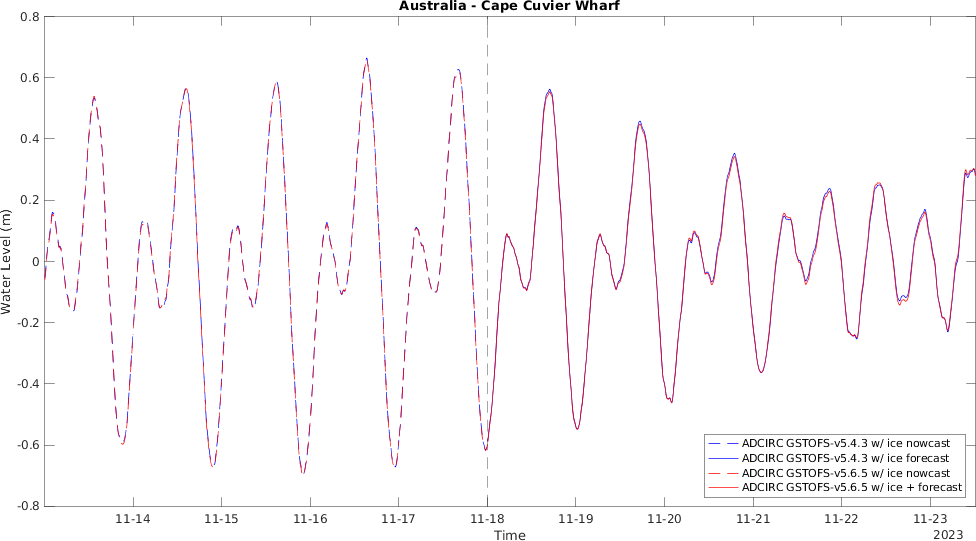 Australia - Cape Cuvier Wharf
Water Level (m)
0.8
0.6
0.4
0.2
0
-0.2
-0.4
-0.6
-0.8
ADCIRC GSTOFS-v5.4.3 w/ ice nowcast
ADCIRC GSTOFS-v5.4.3 w/ ice forecast
ADCIRC GSTOFS-v5.6.5 w/ ice nowcast
ADCIRC GSTOFS-v5.6.5 w/ ice + forecast
11-14 11-15 11-16 11-17 11-18 11-19 11-20 11-21 11-22 11-23
Time
2023